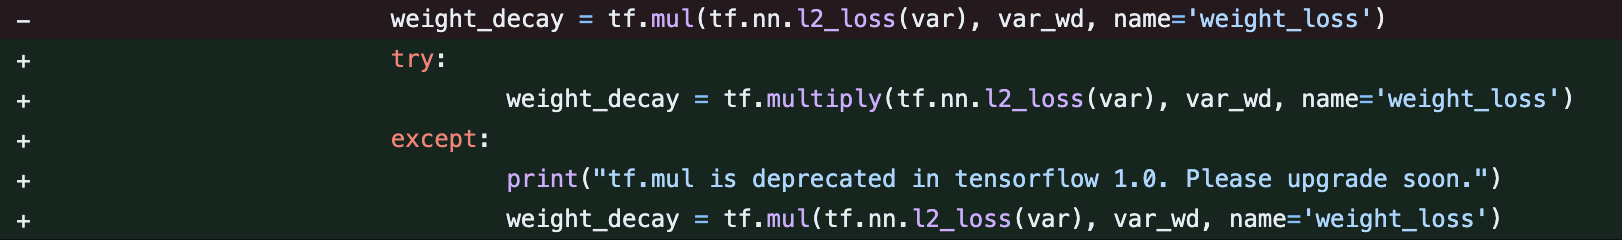 - weight_decay = tf.mul(tf.nn.l2_loss(var), var_wd, name='weight_loss')
+ try:
+ weight_decay = tf.multiply(tf.nn.l2_loss(var), var_wd, name='weight_loss')
+ except:
+ print("tf.mul is deprecated in tensorflow 1.0. Please upgrade soon.")
+ weight_decay = tf.mul(tf.nn.l2_loss(var), var_wd, name='weight_loss')